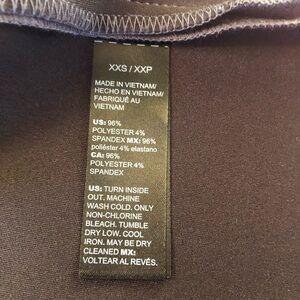 XXS / XXP
MADE IN VIETNAM/
HECHO EN VIETNAM/
FABRIQUÉ AU
VIETNAM
US: 96%
POLYESTER 4%
SPANDEX MX: 96%
poliéster 4% elastano
CA: 96%
POLYESTER 4%
SPANDEX
US: TURN INSIDE
OUT. MACHINE
WASH COLD. ONLY
NON-CHLORINE
BLEACH. TUMBLE
DRY LOW. COOL
IRON. MAY BE DRY
CLEANED MX:
VOLTEAR AL REVÉS.